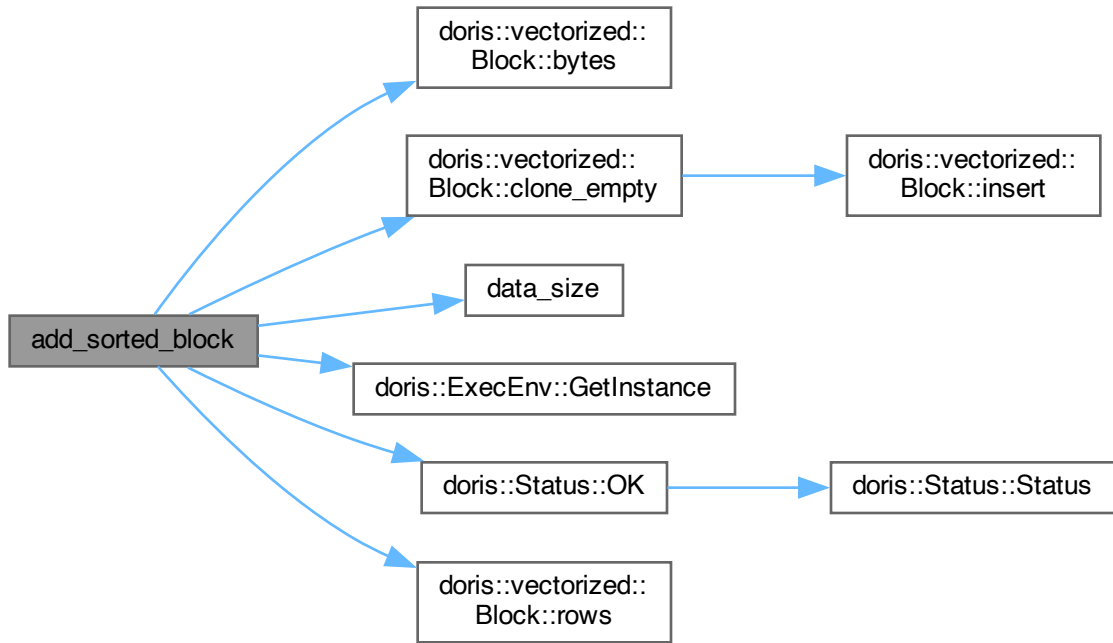 doris::vectorized::
Block::bytes
doris::vectorized::
Block::clone_empty
doris::vectorized::
Block::insert
data_size
add_sorted_block
doris::ExecEnv::GetInstance
doris::Status::OK
doris::Status::Status
doris::vectorized::
Block::rows